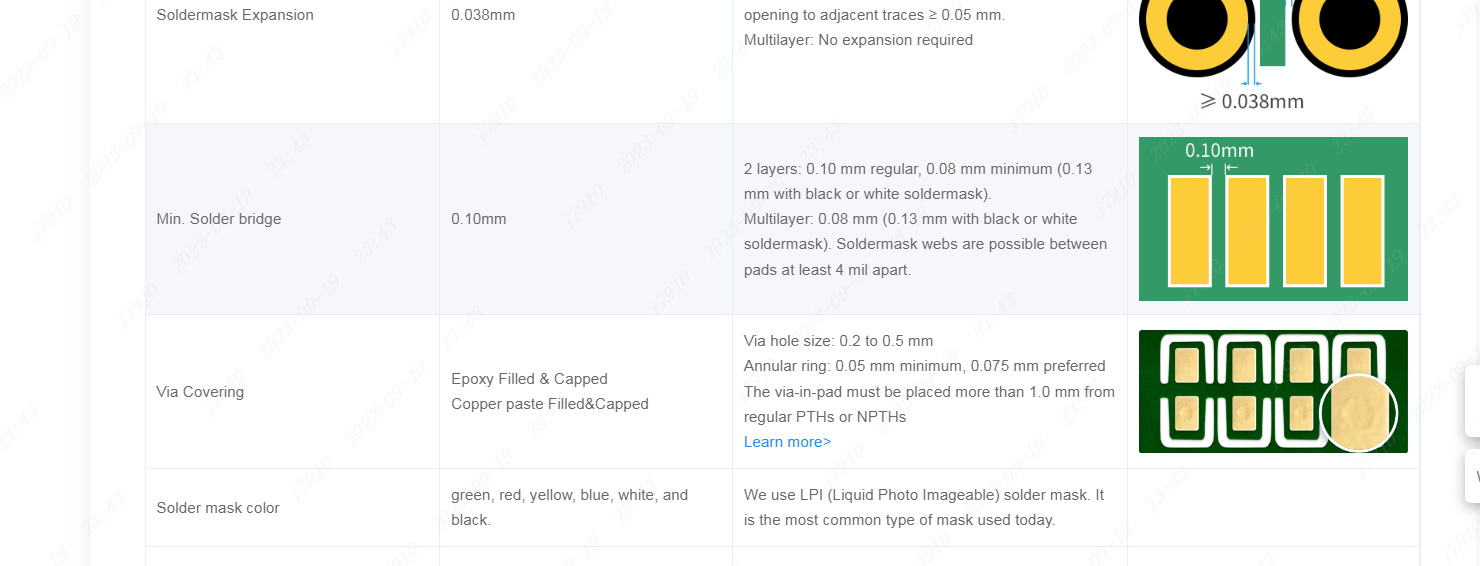 Soldermask Expansion
0.038mm
opening to adjacent traces ≥ 0.05 mm.
Multilayer: No expansion required
≥ 0.038mm
Min. Solder bridge
0.10mm
2 layers: 0.10 mm regular, 0.08 mm minimum (0.13
mm with black or white soldermask).
Multilayer: 0.08 mm (0.13 mm with black or white
soldermask). Soldermask webs are possible between
pads at least 4 mil apart.
0.10mm
Via Covering
Epoxy Filled & Capped
Copper paste Filled&Capped
Via hole size: 0.2 to 0.5 mm
Annular ring: 0.05 mm minimum, 0.075 mm preferred
The via-in-pad must be placed more than 1.0 mm from
regular PTHs or NPTHs
Learn more>
Solder mask color
green, red, yellow, blue, white, and
black.
We use LPI (Liquid Photo Imageable) solder mask. It
is the most common type of mask used today.